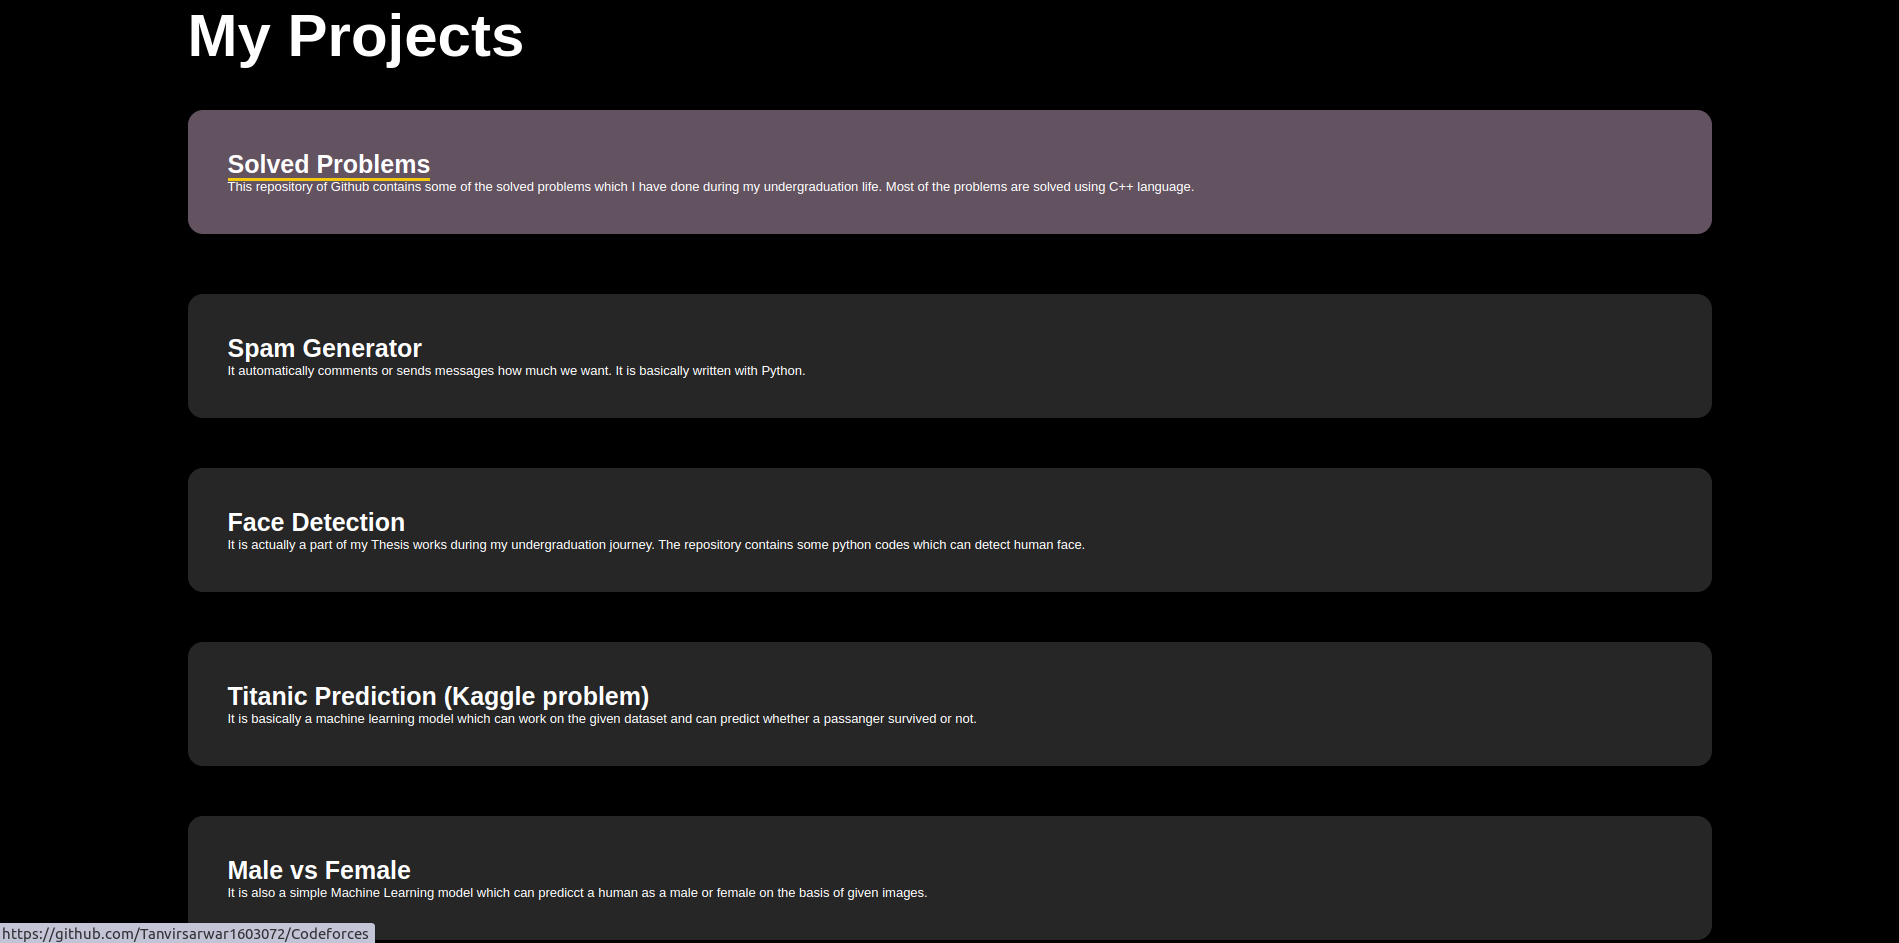 My Projects
Solved Problems
This repository of Github contains some of the solved problems which I have done during my undergraduation life. Most of the problems are solved using C++ language.
Spam Generator
It automatically comments or sends messages how much we want. It is basically written with Python.
Face Detection
It is actually a part of my Thesis works during my undergraduation journey. The repository contains some python codes which can detect human face.
Titanic Prediction (Kaggle problem)
It is basically a machine learning model which can work on the given dataset and can predict whether a passanger survived or not.
Male vs Female
It is also a simple Machine Learning model which can predicct a human as a male or female on the basis of given images.
https://github.com/Tanvirsarwar1603072/Codeforces